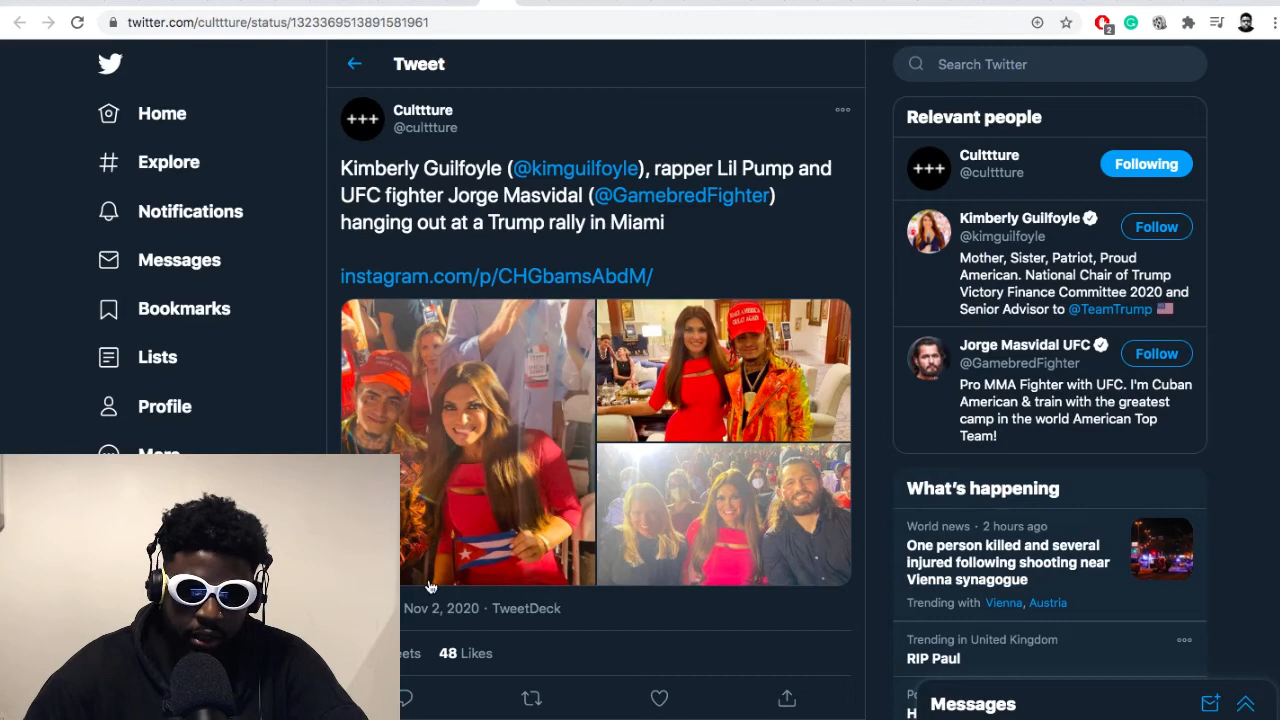 twitter.com/culttture/status/1323369513891581961
2
Home
Explore
Notifications
Messages
Bookmarks
Lists
Profile
More
Tweet
Culttture
@culttture
Kimberly Guilfoyle (@kimguilfoyle), rapper Lil Pump and
UFC fighter Jorge Masvidal (@GamebredFighter)
hanging out at a Trump rally in Miami
instagram.com/p/CHGbamsAbdM/
MAKE AMERICA
GREAT AGAIN
Nov 2, 2020 · TweetDeck
48 Likes
Search Twitter
Relevant people
Culttture
@culttture
Following
Kimberly Guilfoyle
@kimguilfoyle
Follow
Mother, Sister, Patriot, Proud
American. National Chair of Trump
Victory Finance Committee 2020 and
Senior Advisor to @TeamTrump
Jorge Masvidal UFC
@GamebredFighter
Follow
Pro MMA Fighter with UFC. I'm Cuban
American & train with the greatest
camp in the world American Top
Team!
What's happening
World news · 2 hours ago
One person killed and several
injured following shooting near
Vienna synagogue
Trending with Vienna, Austria
Trending in United Kingdom
RIP Paul
Messages